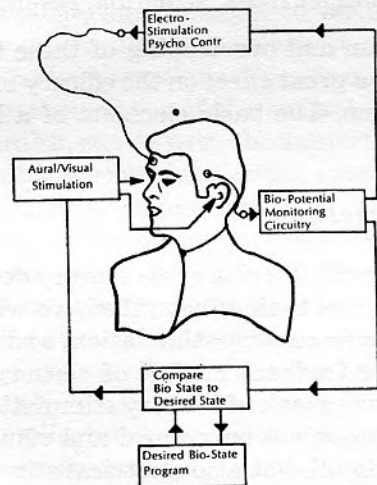 Electro-
Stimulation
Psycho Contr
Aural/Visual
Stimulation
Bio-Potential
Monitoring
Circuitry
Compare
Bio State to
Desired State
Desired Bio-State
Program